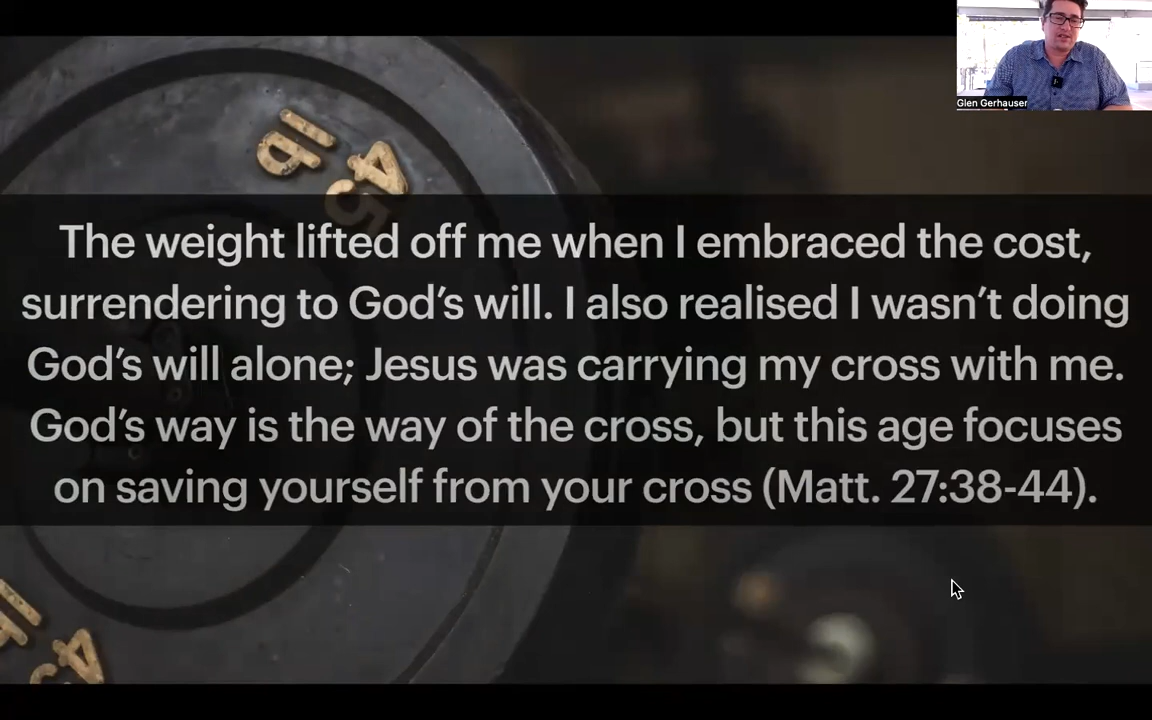 Glen Gerhauser
lb
45
The weight lifted off me when I embraced the cost,
surrendering to God's will. I also realised I wasn't doing
God's will alone; Jesus was carrying my cross with me.
God's way is the way of the cross, but this age focuses
on saving yourself from your cross (Matt. 27:38-44).
lb
45